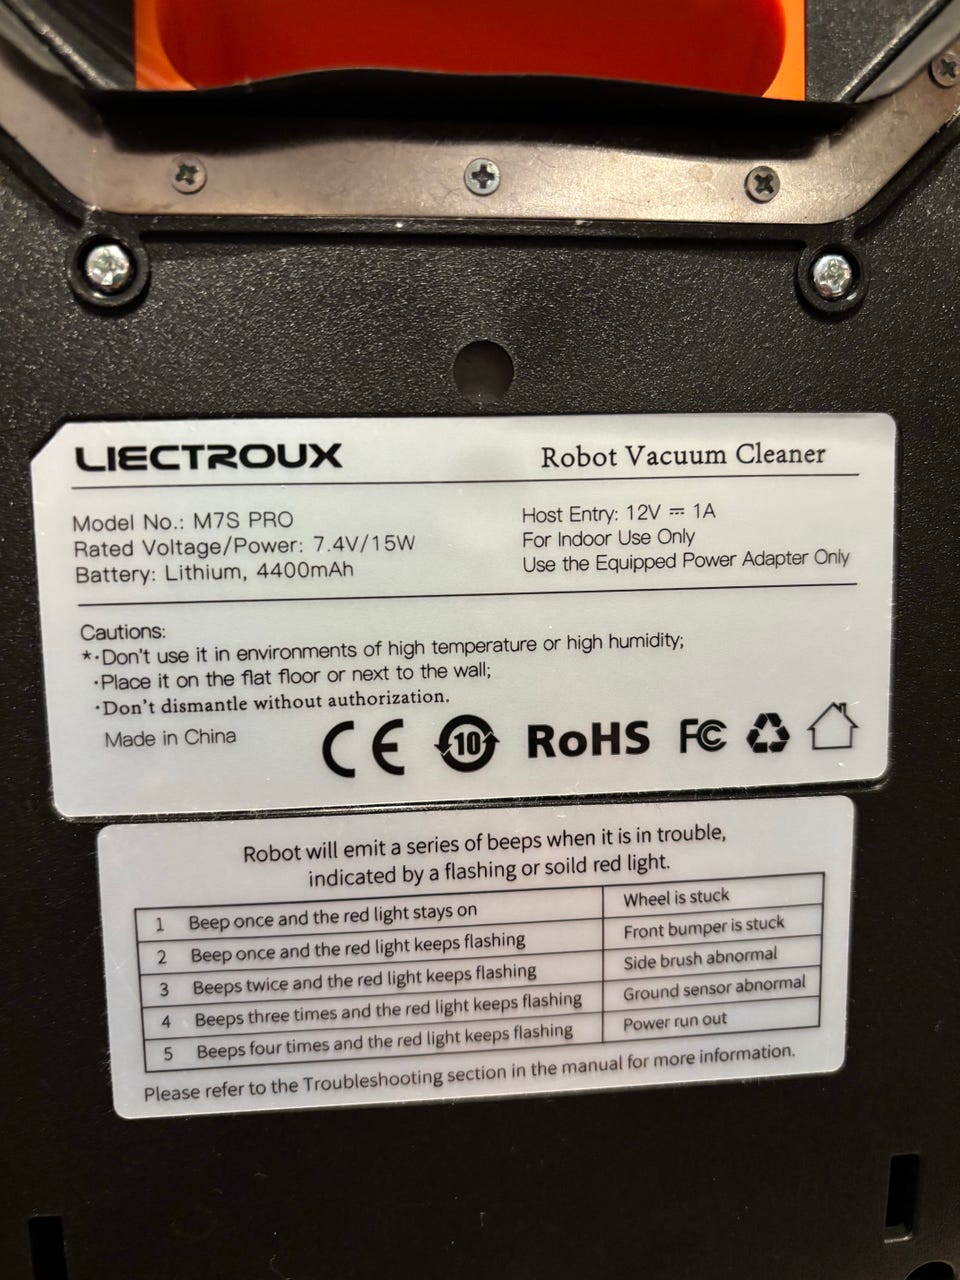 LIECTROUX
Robot Vacuum Cleaner
Model No.: M7S PRO
Rated Voltage/Power: 7.4V/15W
Battery: Lithium, 4400mAh
Host Entry: 12V ⎓ 1A
For Indoor Use Only
Use the Equipped Power Adapter Only
Cautions:
*·Don't use it in environments of high temperature or high humidity;
·Place it on the flat floor or next to the wall;
·Don't dismantle without authorization.
Made in China
CE 10 RoHS FC
Robot will emit a series of beeps when it is in trouble,
indicated by a flashing or soild red light.
1 Beep once and the red light stays on Wheel is stuck
2 Beep once and the red light keeps flashing Front bumper is stuck
3 Beeps twice and the red light keeps flashing Side brush abnormal
4 Beeps three times and the red light keeps flashing Ground sensor abnormal
5 Beeps four times and the red light keeps flashing Power run out
Please refer to the Troubleshooting section in the manual for more information.